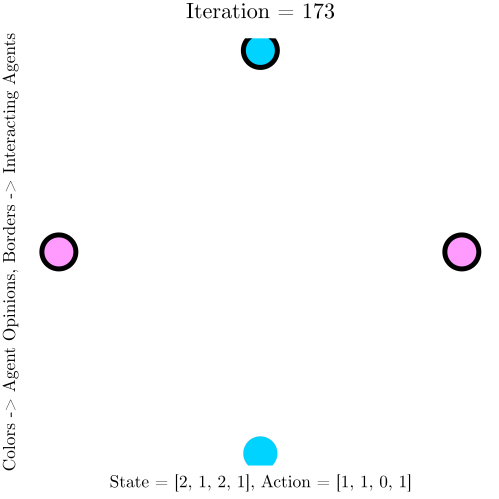 Iteration = 173
Colors -> Agent Opinions, Borders -> Interacting Agents
State = [2, 1, 2, 1], Action = [1, 1, 0, 1]